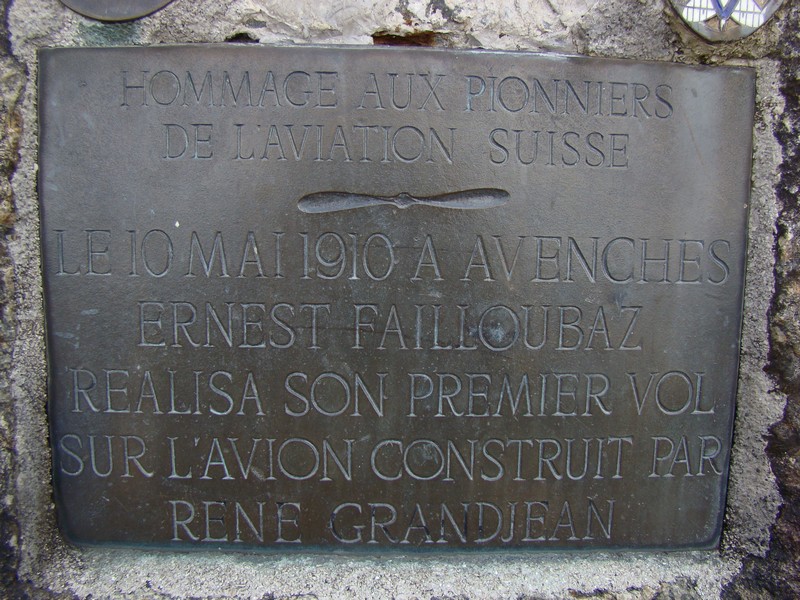 HOMMAGE AUX PIONNIERS
DE L'AVIATION SUISSE
LE 10 MAI 1910 A AVENCHES
ERNEST FAILLOUBAZ
REALISA SON PREMIER VOL
SUR L'AVION CONSTRUIT PAR
RENE GRANDJEAN